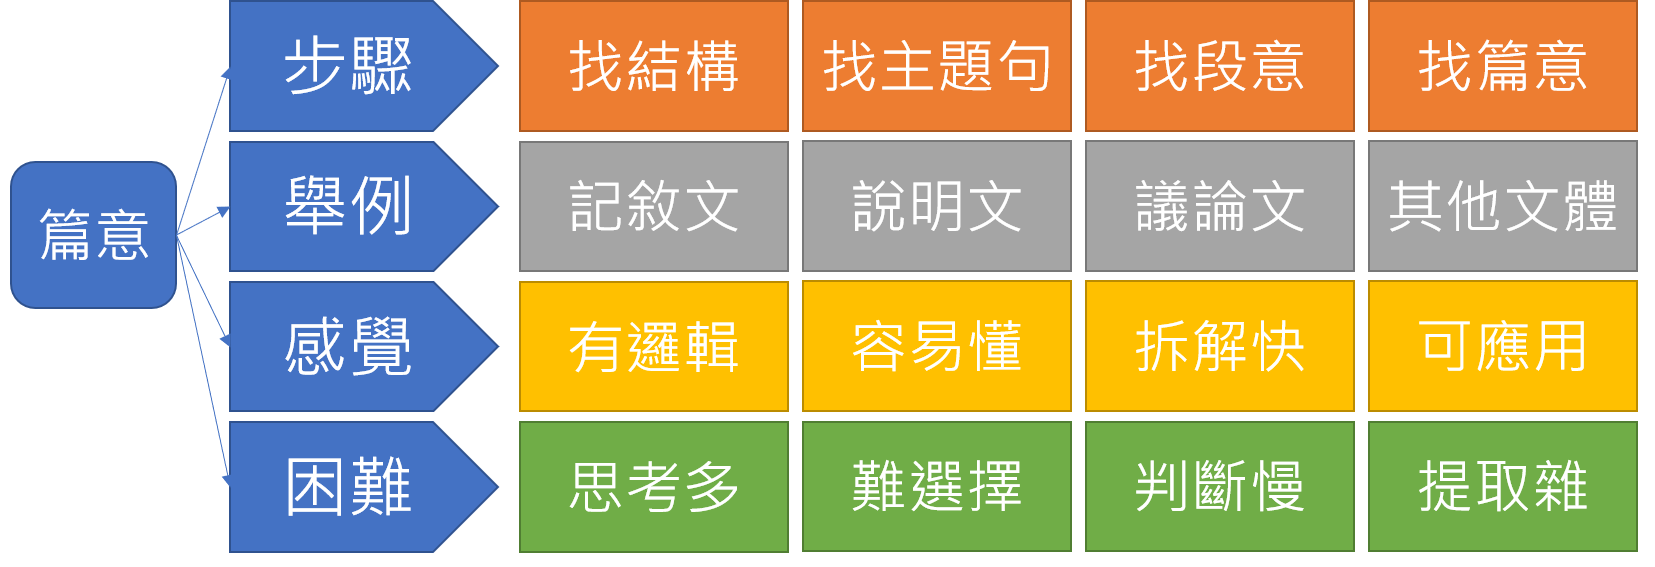 篇意
步驟
找結構
找主題句
找段意
找篇意
舉例
記敘文
說明文
議論文
其他文體
感覺
有邏輯
容易懂
拆解快
可應用
困難
思考多
難選擇
判斷慢
提取雜